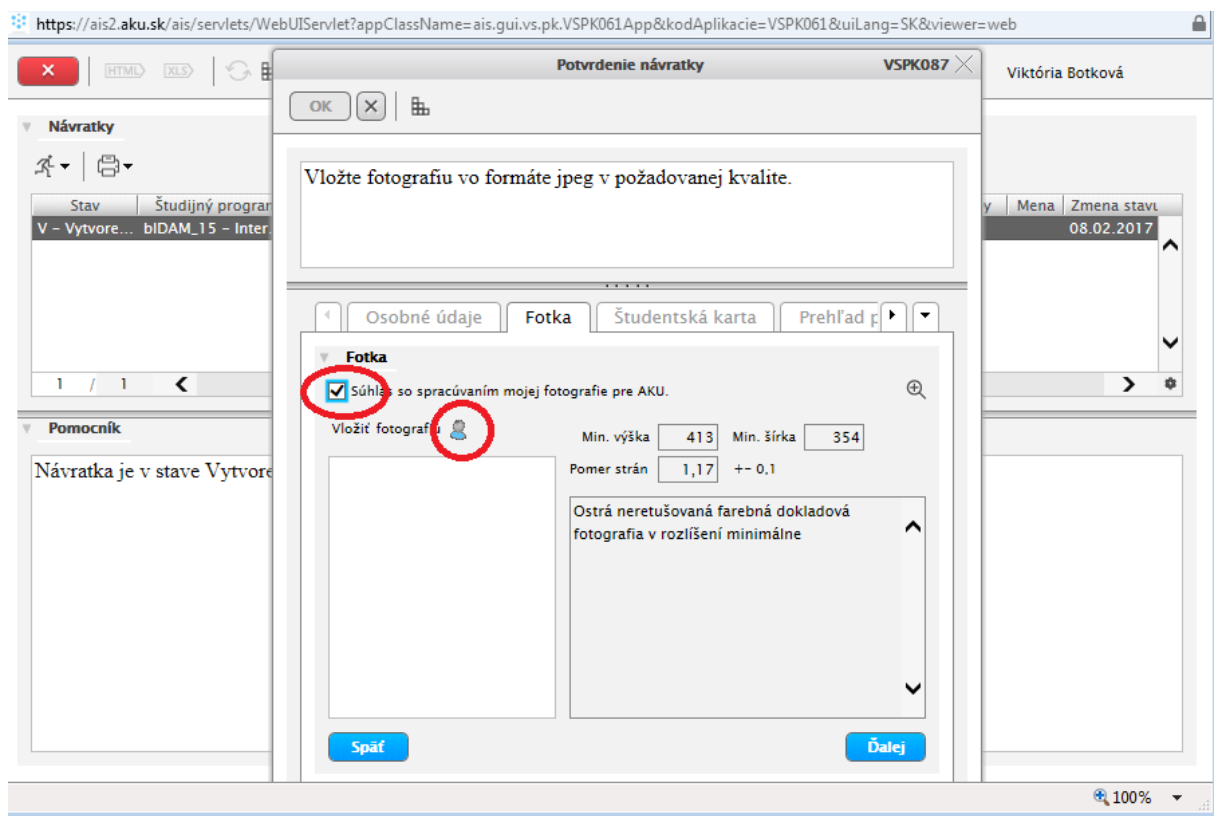 https://ais2.aku.sk/ais/servlets/WebUIServlet?appClassName=ais.gui.vs.pk.VSPK061App&kodAplikacie=VSPK061&uiLang=SK&viewer=web
HTML XLS
Viktória Botková
Potvrdenie návratky VSPK087
OK
Návratky
Stav Študijný progran
y Mena Zmena stavu
V - Vytvore... bIDAM_15 - Inter. 08.02.2017
1 / 1
Pomocník
Návratka je v stave Vytvore
Vložte fotografiu vo formáte jpeg v požadovanej kvalite.
Osobné údaje Fotka Študentská karta Prehľad p
Fotka
Súhlas so spracúvaním mojej fotografie pre AKU.
Vložiť fotografiu
Min. výška 413 Min. šírka 354
Pomer strán 1,17 +- 0,1
Ostrá neretušovaná farebná dokladová
fotografia v rozlíšení minimálne
Späť Ďalej
100%